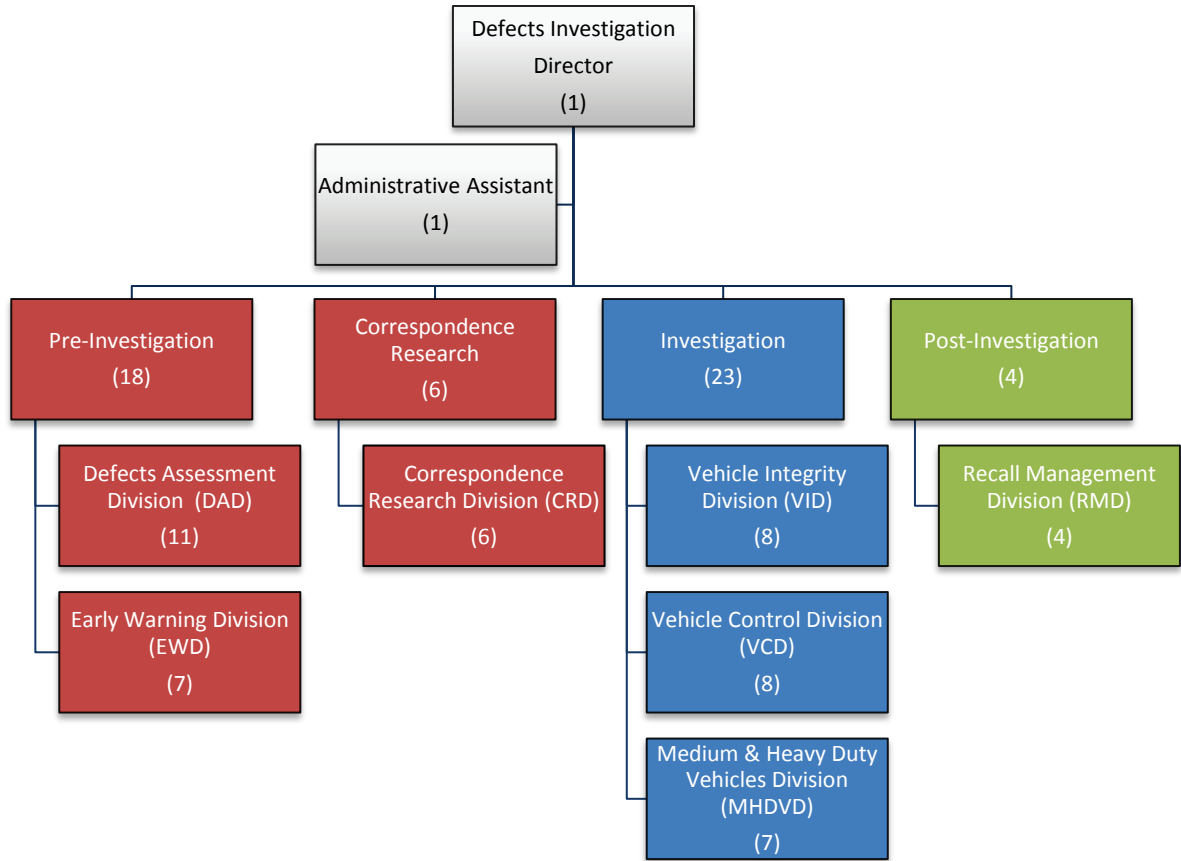 Defects Investigation
Director
(1)
Administrative Assistant
(1)
Pre-Investigation
(18)
Correspondence
Research
(6)
Investigation
(23)
Post-Investigation
(4)
Defects Assessment
Division (DAD)
(11)
Correspondence
Research Division (CRD)
(6)
Vehicle Integrity
Division (VID)
(8)
Recall Management
Division (RMD)
(4)
Early Warning Division
(EWD)
(7)
Vehicle Control Division
(VCD)
(8)
Medium & Heavy Duty
Vehicles Division
(MHDVD)
(7)